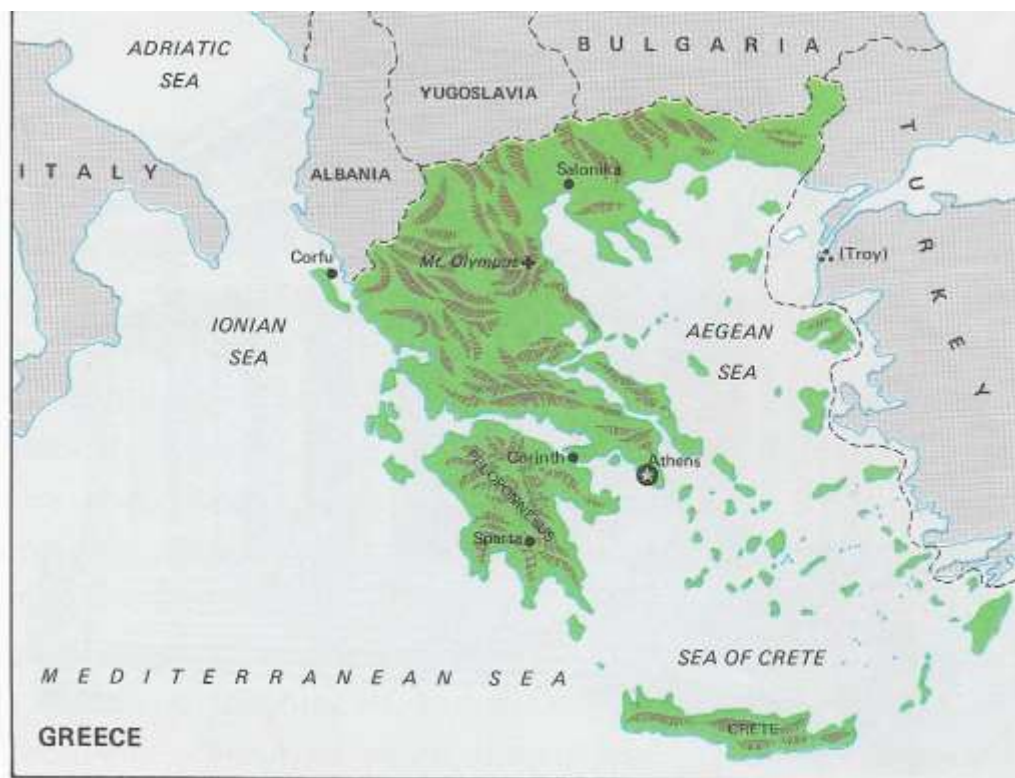 ADRIATIC
SEA
BULGARIA
YUGOSLAVIA
ITALY
ALBANIA
TURKEY
Salonika
Corfu
Mt. Olympus
(Troy)
IONIAN
SEA
AEGEAN
SEA
Corinth
Athens
PELOPONNESUS
Sparta
SEA OF CRETE
MEDITERRANEAN SEA
CRETE
GREECE